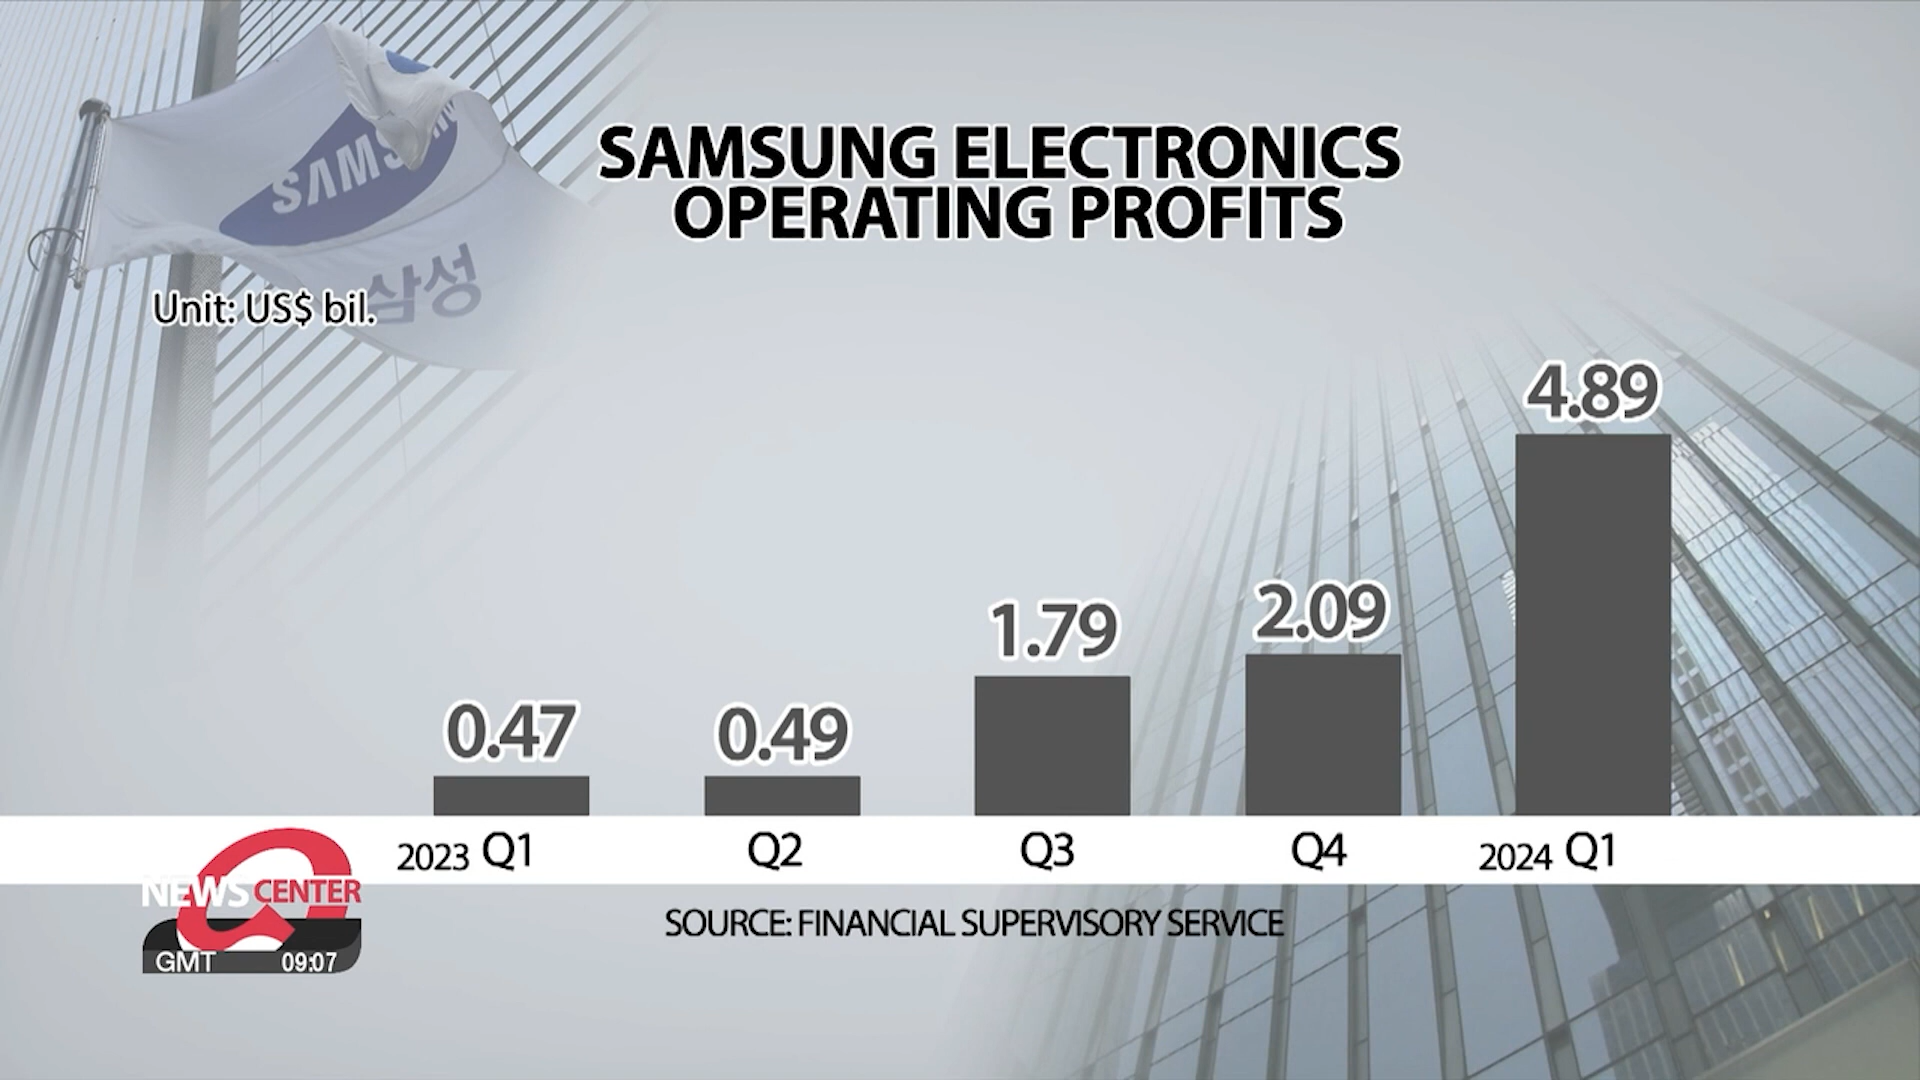 SAMSUNG ELECTRONICS
OPERATING PROFITS
SAMSUNG
삼성
Unit: US$ bil.
0.47
0.49
1.79
2.09
4.89
2023 Q1
Q2
Q3
Q4
2024 Q1
NEWS CENTER
GMT 09:07
SOURCE: FINANCIAL SUPERVISORY SERVICE